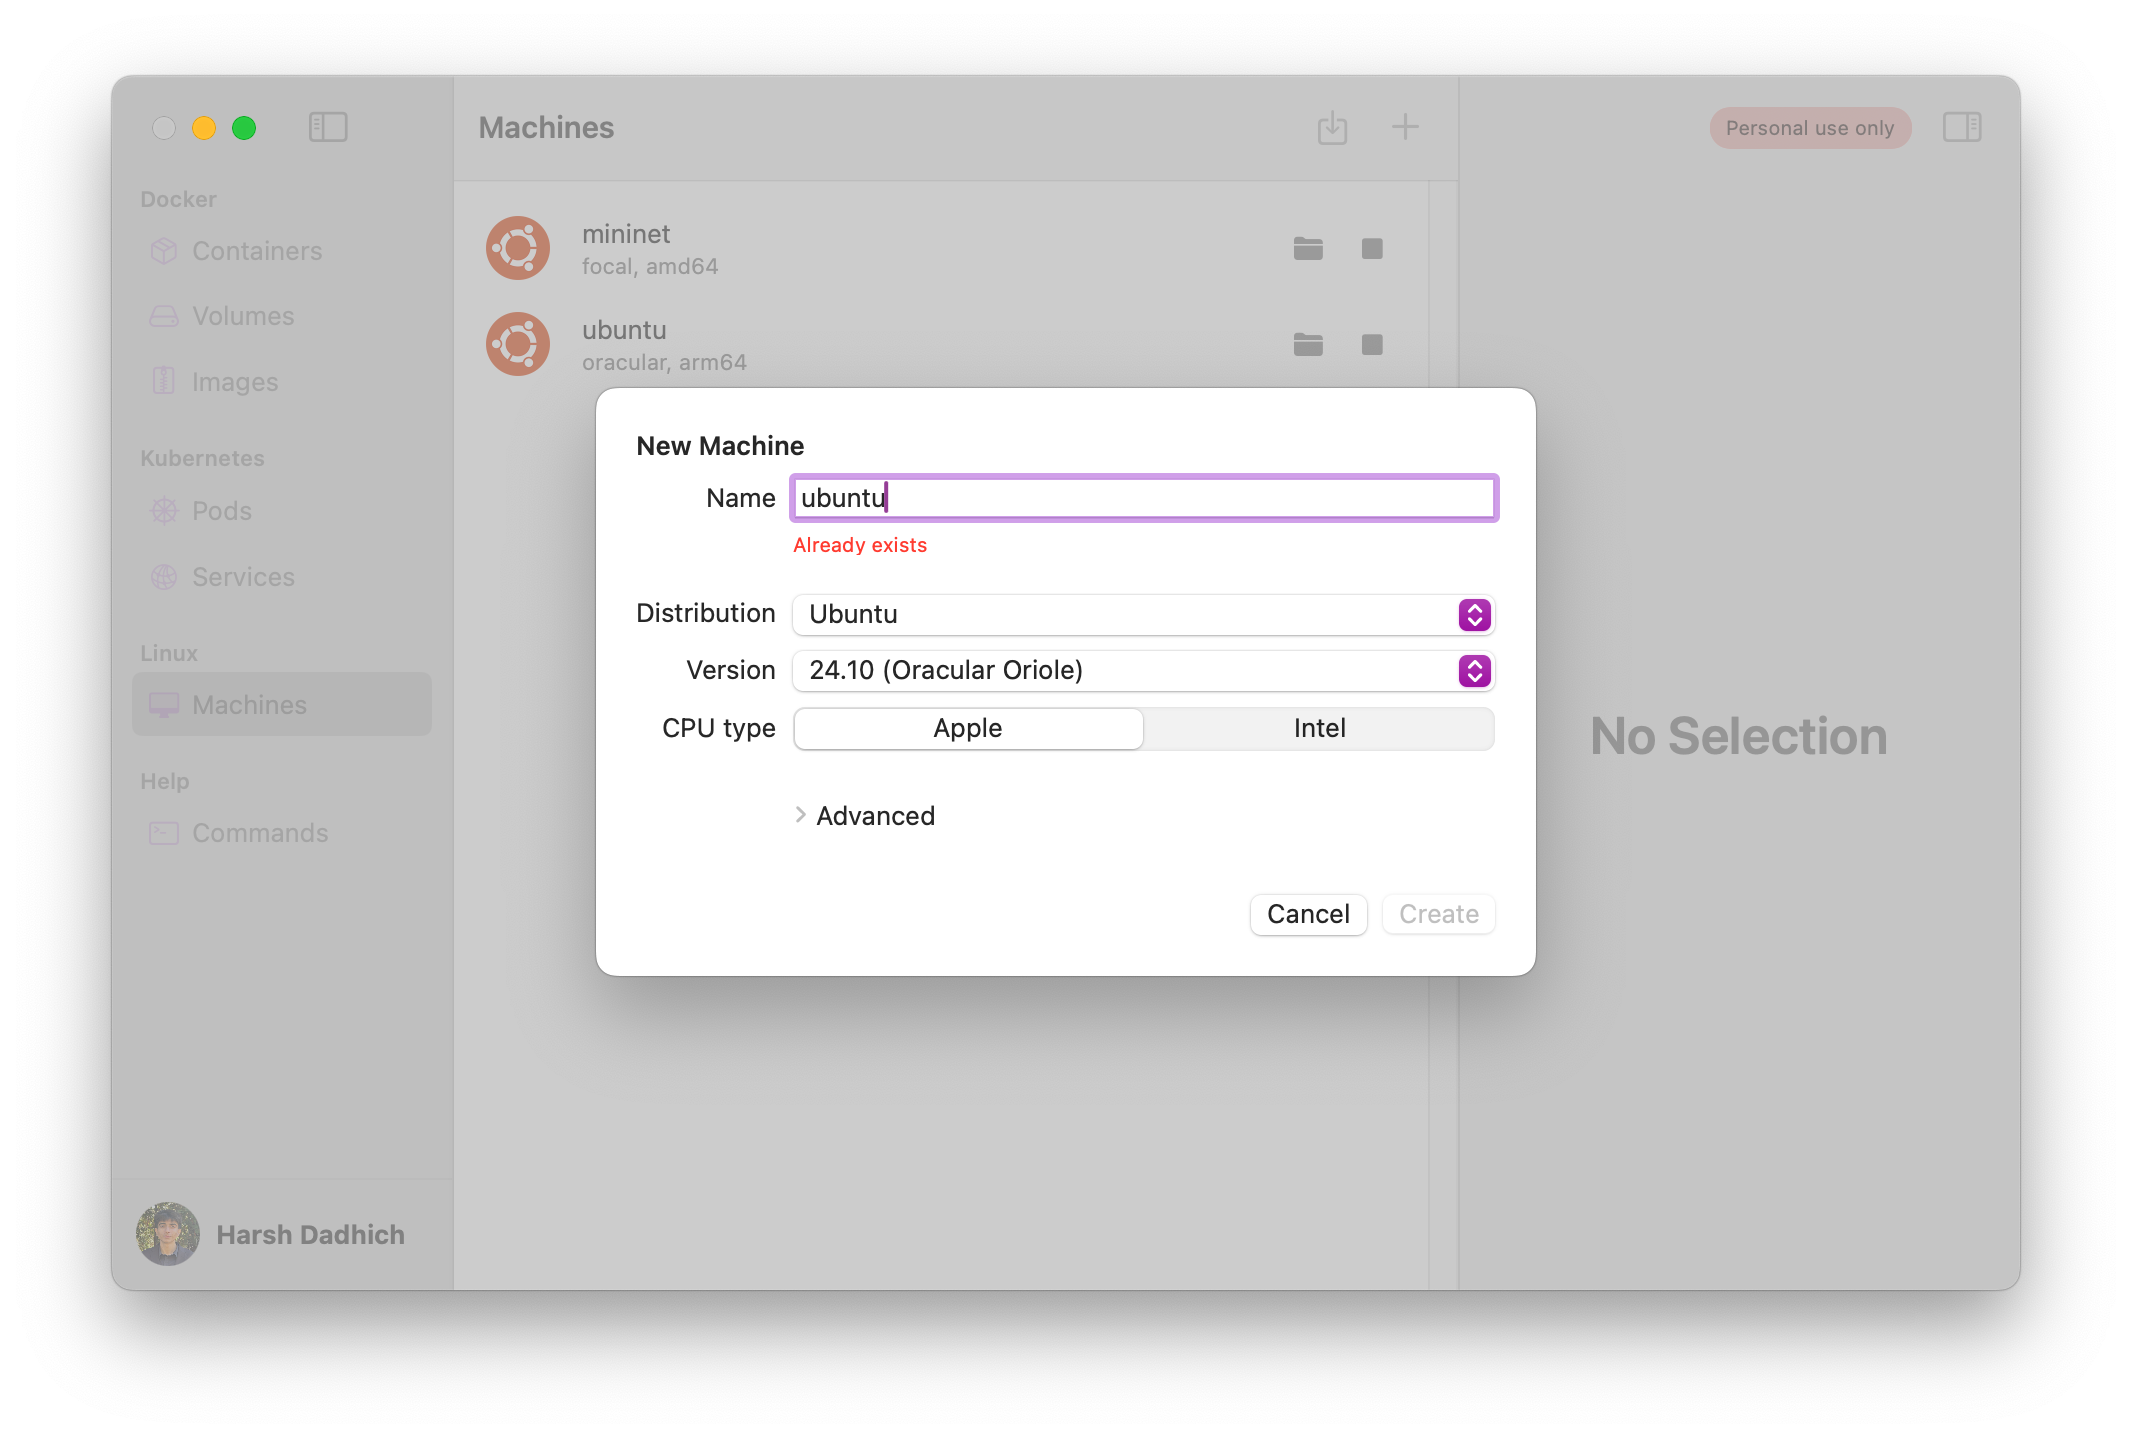 Machines
Personal use only
Docker
Containers
Volumes
Images
Kubernetes
Pods
Services
Linux
Machines
Help
Commands
Harsh Dadhich
mininet
focal, amd64
ubuntu
oracular, arm64
New Machine
Name ubuntu
Already exists
Distribution Ubuntu
Version 24.10 (Oracular Oriole)
CPU type Apple Intel
Advanced
Cancel Create
No Selection